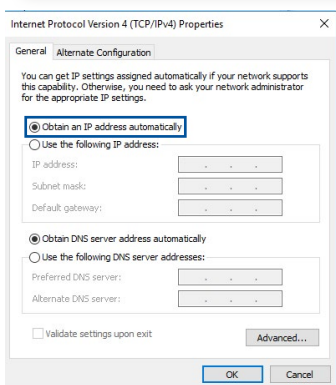 Internet Protocol Version 4 (TCP/IPv4) Properties
General
Alternate Configuration
You can get IP settings assigned automatically if your network supports
this capability. Otherwise, you need to ask your network administrator
for the appropriate IP settings.
Obtain an IP address automatically
Use the following IP address:
IP address:
Subnet mask:
Default gateway:
Obtain DNS server address automatically
Use the following DNS server addresses:
Preferred DNS server:
Alternate DNS server:
Validate settings upon exit
Advanced...
OK
Cancel